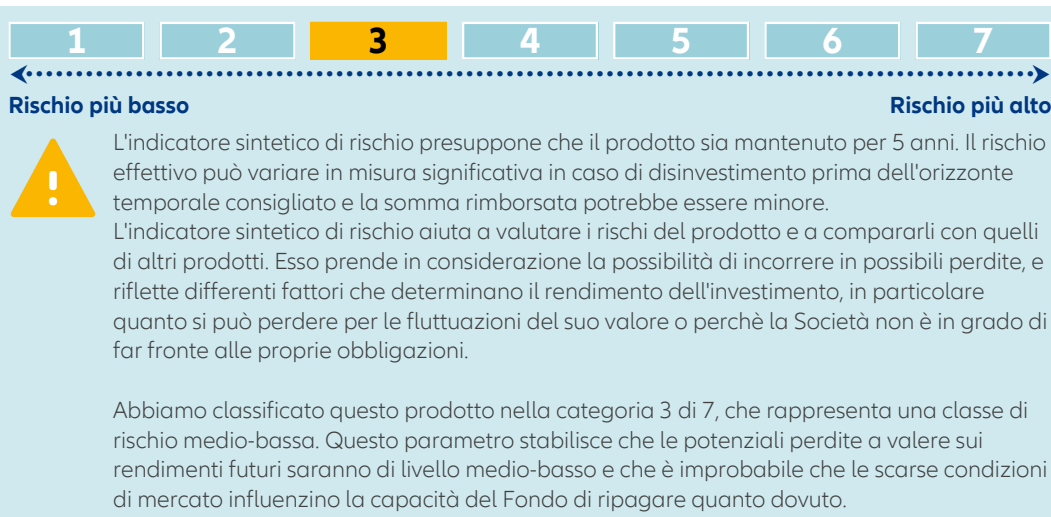 1 2 3 4 5 6 7
Rischio più basso Rischio più alto
L'indicatore sintetico di rischio presuppone che il prodotto sia mantenuto per 5 anni. Il rischio
effettivo può variare in misura significativa in caso di disinvestimento prima dell'orizzonte
temporale consigliato e la somma rimborsata potrebbe essere minore.
L'indicatore sintetico di rischio aiuta a valutare i rischi del prodotto e a compararli con quelli
di altri prodotti. Esso prende in considerazione la possibilità di incorrere in possibili perdite, e
riflette differenti fattori che determinano il rendimento dell'investimento, in particolare
quanto si può perdere per le fluttuazioni del suo valore o perchè la Società non è in grado di
far fronte alle proprie obbligazioni.
Abbiamo classificato questo prodotto nella categoria 3 di 7, che rappresenta una classe di
rischio medio-bassa. Questo parametro stabilisce che le potenziali perdite a valere sui
rendimenti futuri saranno di livello medio-basso e che è improbabile che le scarse condizioni
di mercato influenzino la capacità del Fondo di ripagare quanto dovuto.